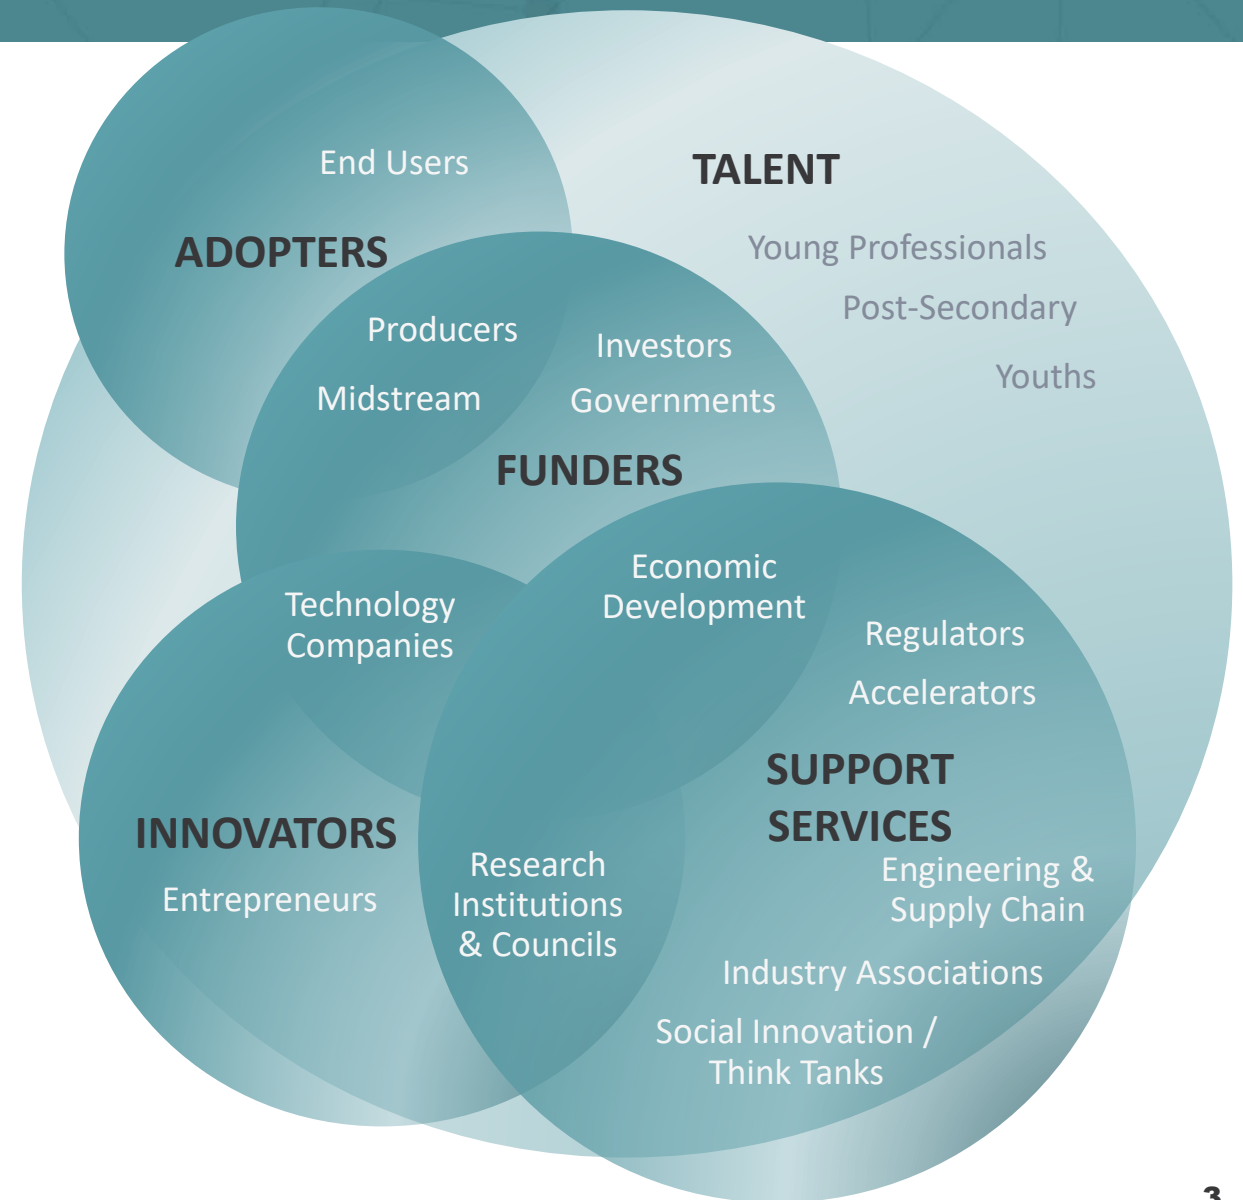 End Users
ADOPTERS
TALENT
Young Professionals
Post-Secondary
Youths
Producers
Midstream
Investors
Governments
FUNDERS
Technology
Companies
Economic
Development
Regulators
Accelerators
SUPPORT
SERVICES
INNOVATORS
Entrepreneurs
Research
Institutions
& Councils
Engineering &
Supply Chain
Industry Associations
Social Innovation /
Think Tanks
3